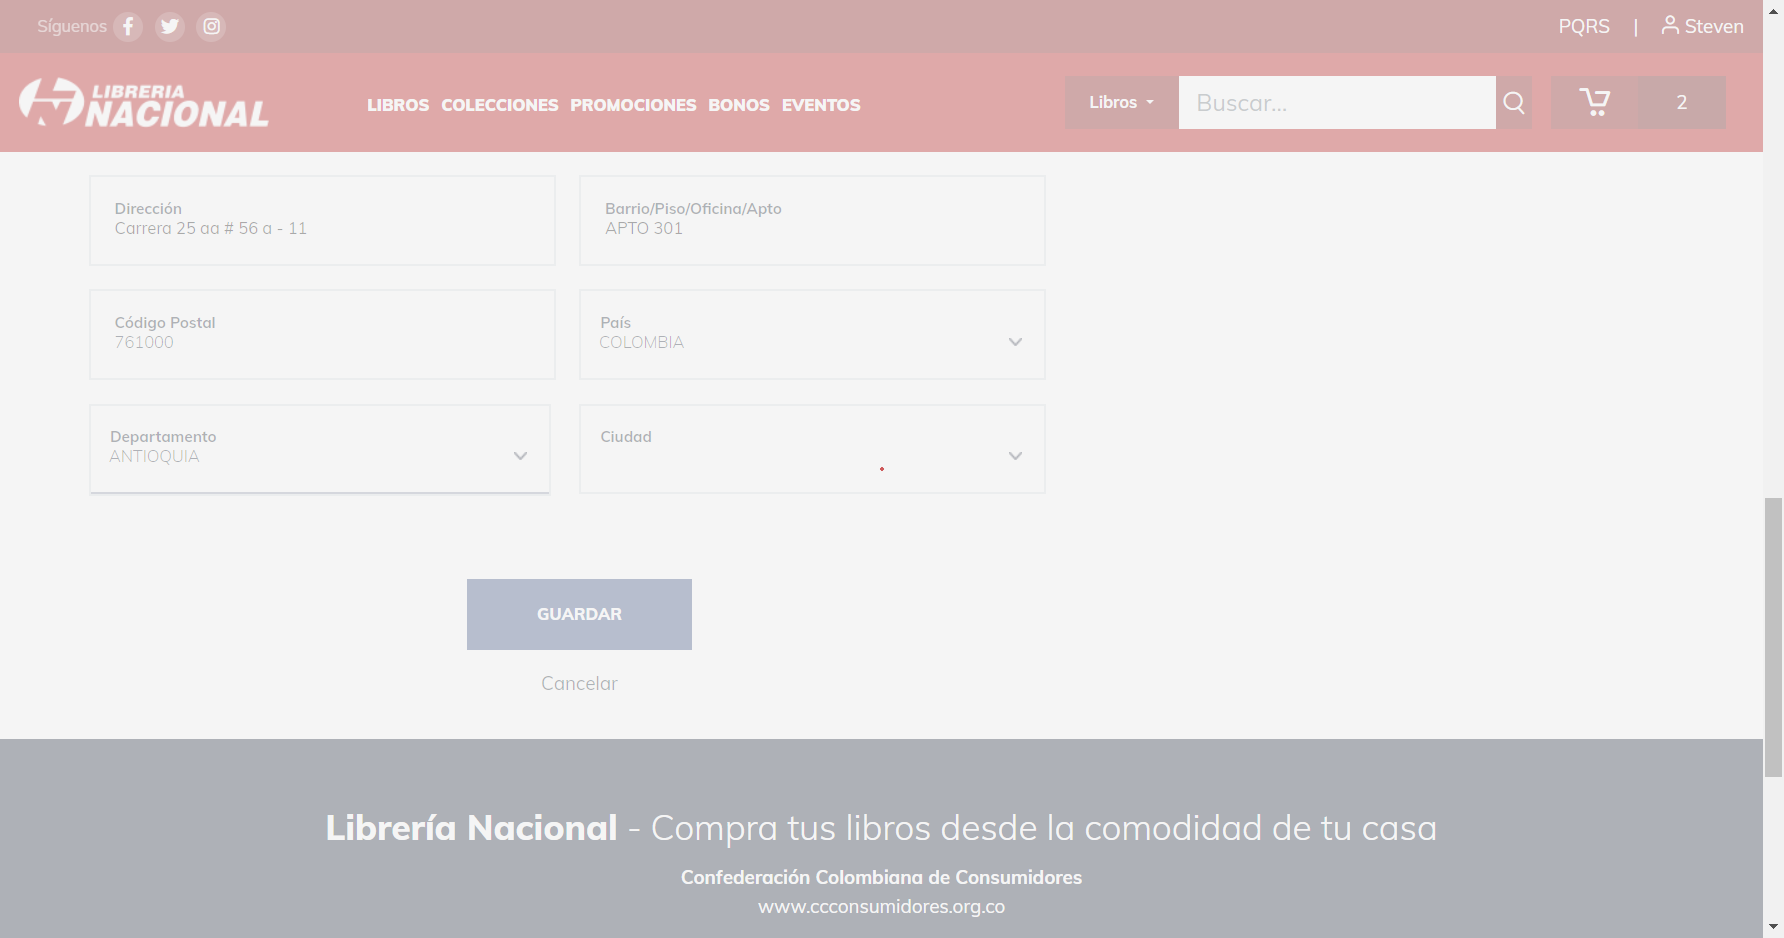 Síguenos
PQRS | Steven
LIBRERIA
NACIONAL
LIBROS COLECCIONES PROMOCIONES BONOS EVENTOS
Libros
Buscar...
2
Dirección
Carrera 25 aa # 56 a - 11
Barrio/Piso/Oficina/Apto
APTO 301
Código Postal
761000
País
COLOMBIA
Departamento
ANTIOQUIA
Ciudad
GUARDAR
Cancelar
Librería Nacional - Compra tus libros desde la comodidad de tu casa
Confederación Colombiana de Consumidores
www.ccconsumidores.org.co